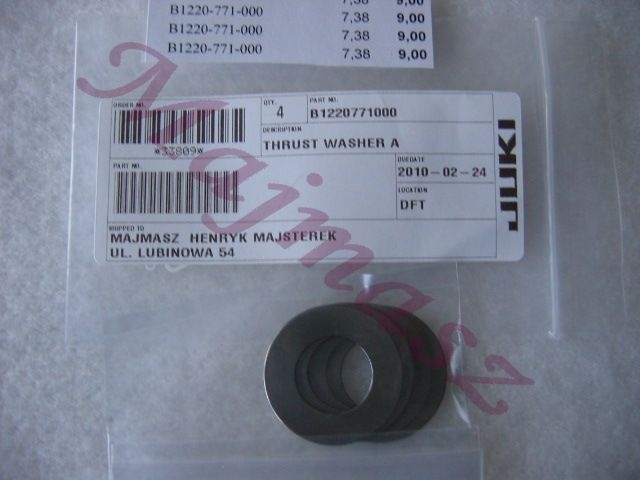 B1220-771-000 7,38 9,00
B1220-771-000 7,38 9,00
B1220-771-000 7,38 9,00
ORDER NO.
*33809*
QTY.
4
PART NO.
B1220771000
DESCRIPTION
THRUST WASHER A
PART NO.
DUEDATE
2010-02-24
LOCATION
DFT
JUKI
SHIPPED TO
MAJMASZ HENRYK MAJSTEREK
UL. LUBINOWA 54
Majmasz